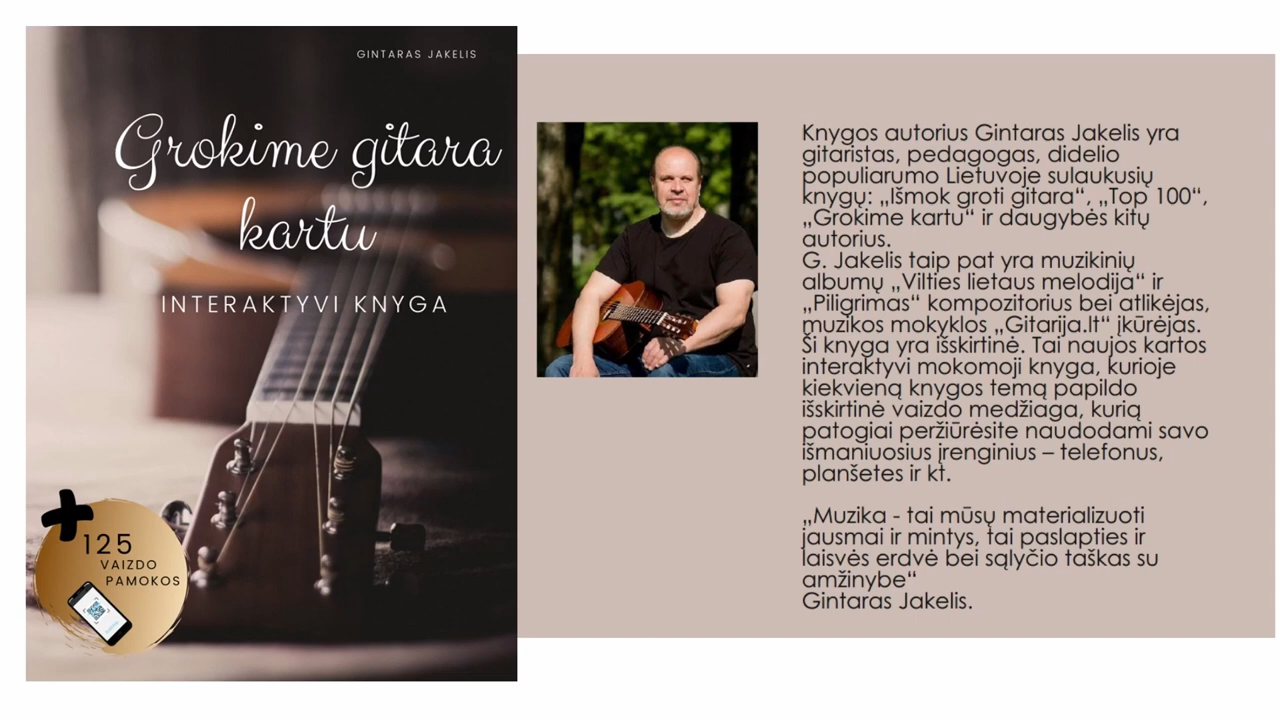 GINTARAS JAKELIS
Grokime gitara
kartu
INTERAKTYVI KNYGA
125
VAIZDO
PAMOKOS
Knygos autorius Gintaras Jakelis yra
gitaristas, pedagogas, didelio
populiarumo Lietuvoje sulaukusių
knygų: „Išmok groti gitara“, „Top 100“,
„Grokime kartu“ ir daugybės kitų
autorius.
G. Jakelis taip pat yra muzikinių
albumų „Vilties lietaus melodija“ ir
„Piligrimas“ kompozitorius bei atlikėjas,
muzikos mokyklos „Gitarija.lt“ įkūrėjas.
Ši knyga yra išskirtinė. Tai naujos kartos
interaktyvi mokomoji knyga, kurioje
kiekvieną knygos temą papildo
išskirtinė vaizdo medžiaga, kurią
patogiai peržiūrėsite naudodami savo
išmaniuosius įrenginius – telefonus,
planšetes ir kt.
„Muzika - tai mūsų materializuoti
jausmai ir mintys, tai paslapties ir
laisvės erdvė bei sąlyčio taškas su
amžinybe“
Gintaras Jakelis.